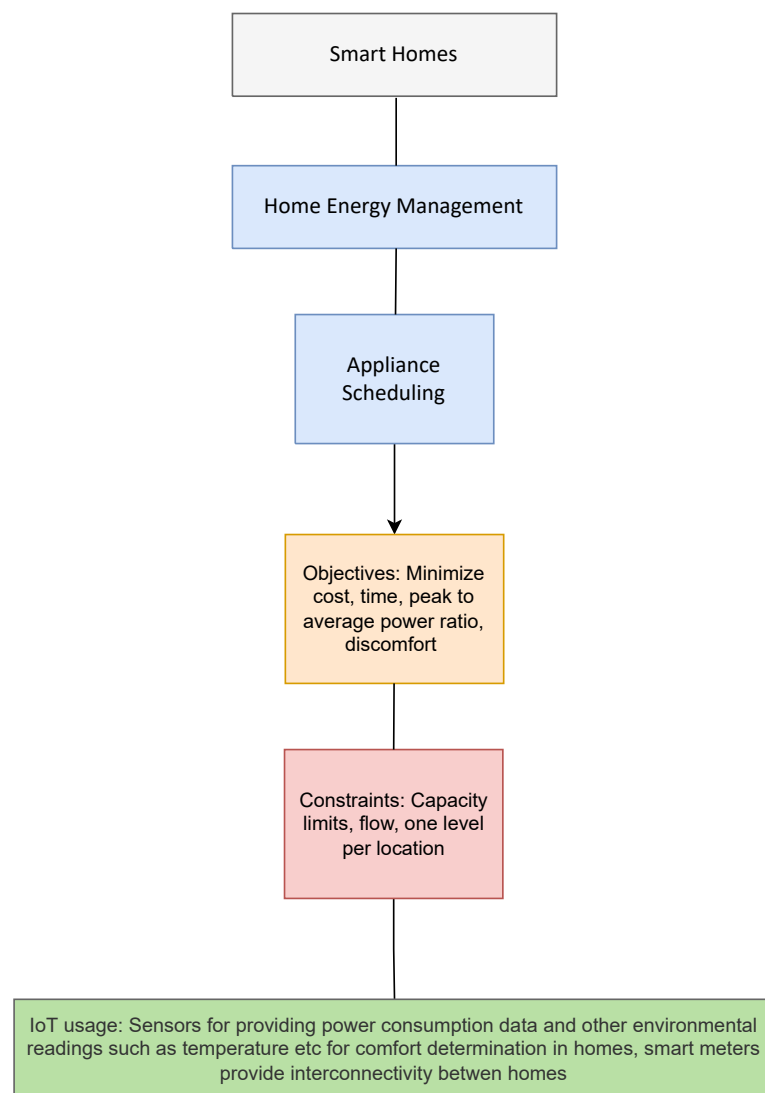 Smart Homes
Home Energy Management
Appliance
Scheduling
Objectives: Minimize
cost, time, peak to
average power ratio,
discomfort
Constraints: Capacity
limits, flow, one level
per location
IoT usage: Sensors for providing power consumption data and other environmental
readings such as temperature etc for comfort determination in homes, smart meters
provide interconnectivity betwen homes